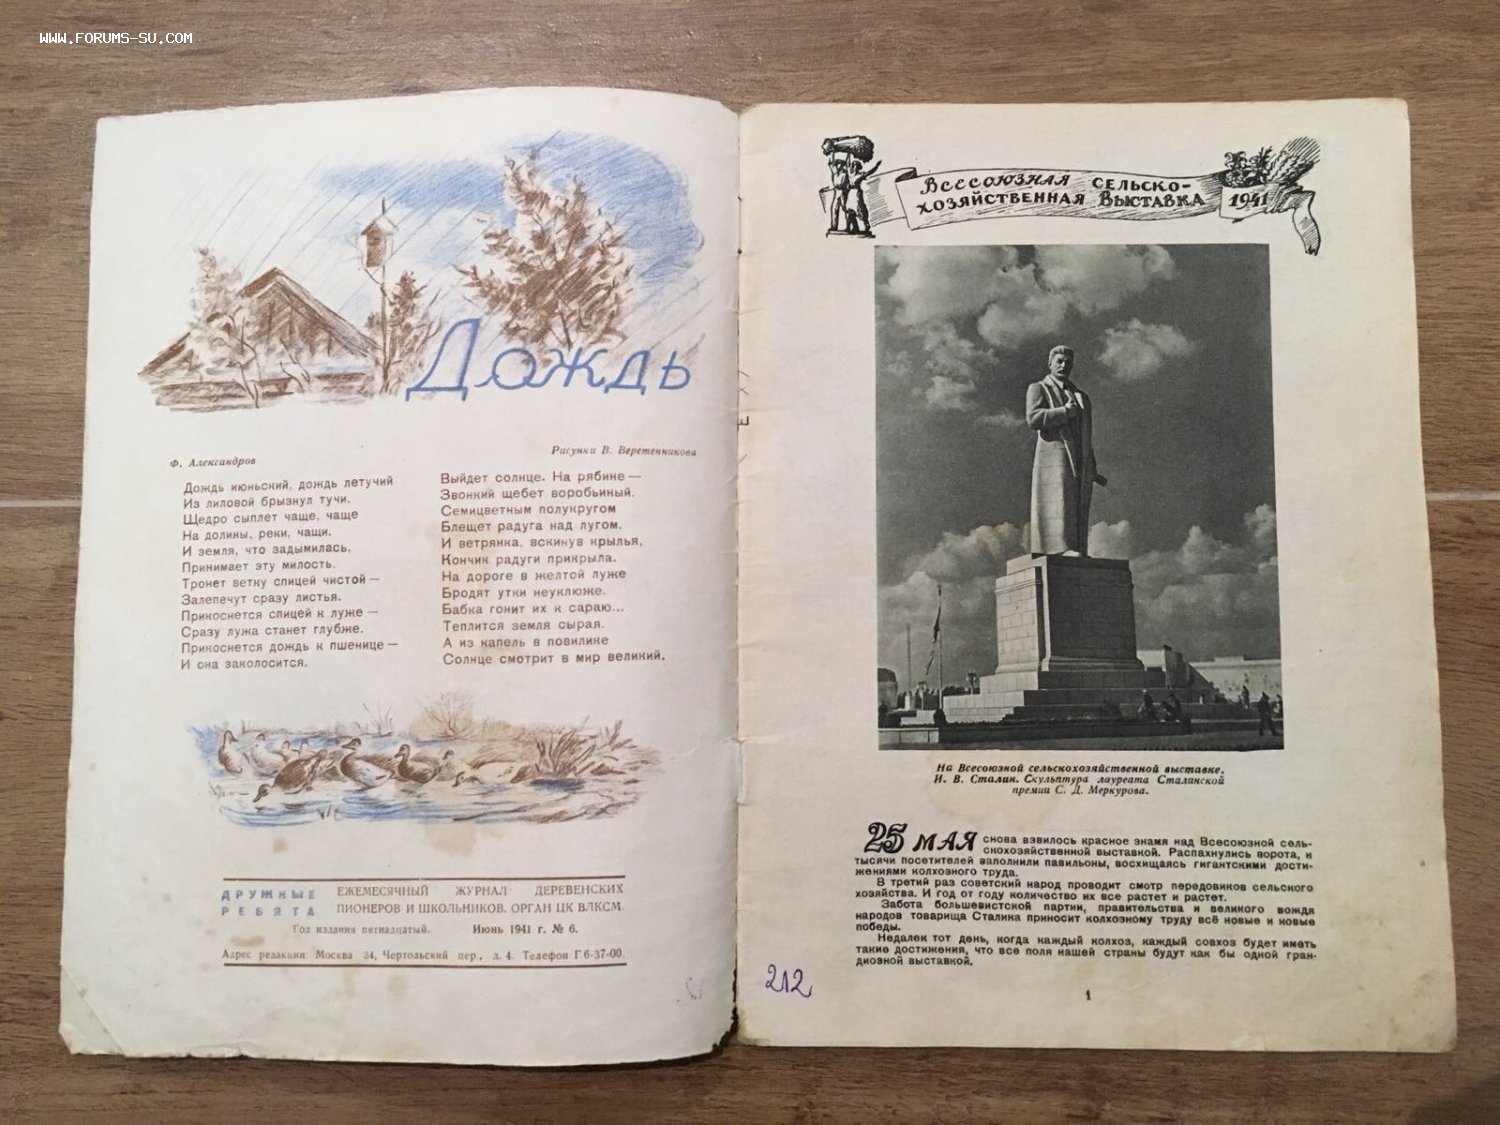 WWW.FORUMS-SU.COM
Дождь
Ф. Александров
Рисунки В. Веретенникова
Дождь июньский, дождь летучий
Из лиловой брызнул тучи.
Щедро сыплет чаще, чаще
На долины, реки, чащи.
И земля, что задымилась,
Принимает эту милость.
Тронет ветку спицей чистой —
Залепечут сразу листья.
Прикоснется спицей к луже —
Сразу лужа станет глубже.
Прикоснется дождь к пшенице —
И она заколосится.
Выйдет солнце. На рябине —
Звонкий щебет воробьиный.
Семицветным полукругом
Блещет радуга над лугом.
И ветрянка, вскинув крылья,
Кончик радуги прикрыла.
На дороге в желтой луже
Бродят утки неуклюже.
Бабка гонит их к сараю...
Теплится земля сырая.
А из капель в повилике
Солнце смотрит в мир великий.
ДРУЖНЫЕ
РЕБЯТА
ЕЖЕМЕСЯЧНЫЙ ЖУРНАЛ ДЕРЕВЕНСКИХ
ПИОНЕРОВ И ШКОЛЬНИКОВ. ОРГАН ЦК ВЛКСМ.
Год издания пятнадцатый. Июнь 1941 г. № 6.
Адрес редакции: Москва 34, Чертольский пер., д. 4. Телефон Г 6-37-00.
Всесоюзная сельско-
хозяйственная Выставка
1941
На Всесоюзной сельскохозяйственной выставке.
И. В. Сталин. Скульптура лауреата Сталинской
премии С. Д. Меркурова.
25 МАЯ снова взвилось красное знамя над Всесоюзной сель-
скохозяйственной выставкой. Распахнулись ворота, и
тысячи посетителей заполнили павильоны, восхищаясь гигантскими дости-
жениями колхозного труда.
В третий раз советский народ проводит смотр передовиков сельского
хозяйства. И год от году количество их все растет и растет.
Забота большевистской партии, правительства и великого вождя
народов товарища Сталина приносит колхозному труду всё новые и новые
победы.
Недалек тот день, когда каждый колхоз, каждый совхоз будет иметь
такие достижения, что все поля нашей страны будут как бы одной гран-
диозной выставкой.
212
1